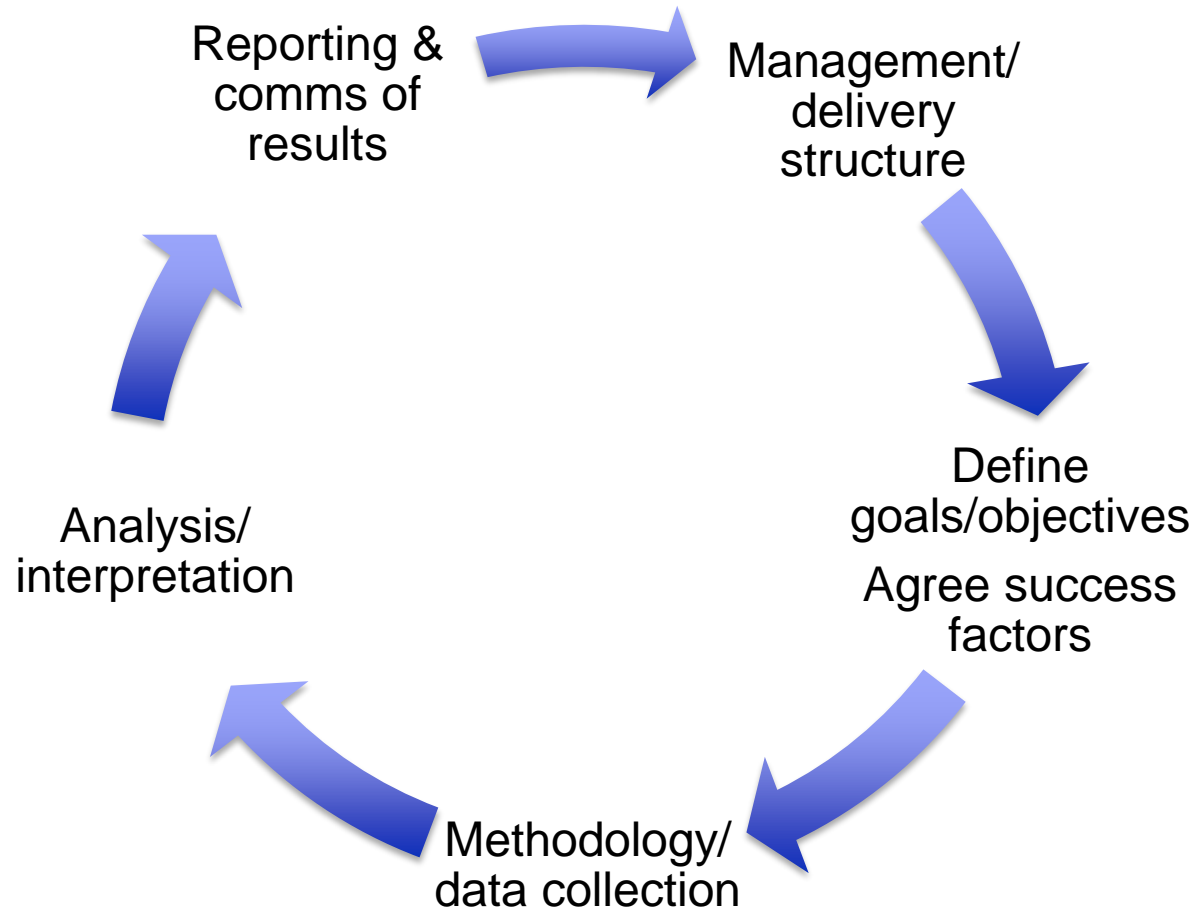 Reporting &
comms of
results
Management/
delivery
structure
Define
goals/objectives
Agree success
factors
Methodology/
data collection
Analysis/
interpretation